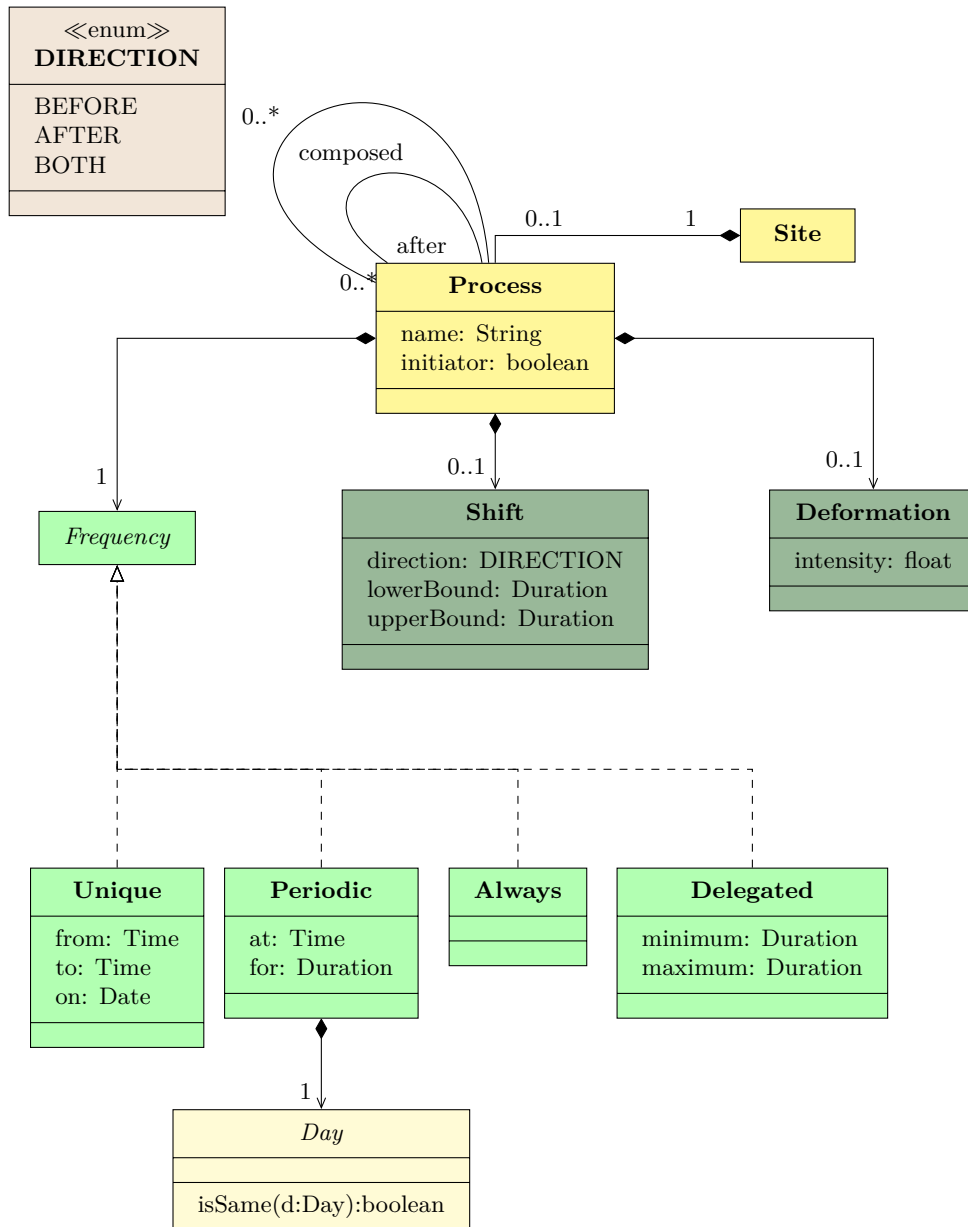 ≪enum≫
DIRECTION
BEFORE
AFTER
BOTH
0..*
composed
after
0..*
0..1
1
Site
Process
name: String
initiator: boolean
1
0..1
0..1
Frequency
Shift
direction: DIRECTION
lowerBound: Duration
upperBound: Duration
Deformation
intensity: float
Unique
from: Time
to: Time
on: Date
Periodic
at: Time
for: Duration
Always
Delegated
minimum: Duration
maximum: Duration
1
Day
isSame(d:Day):boolean